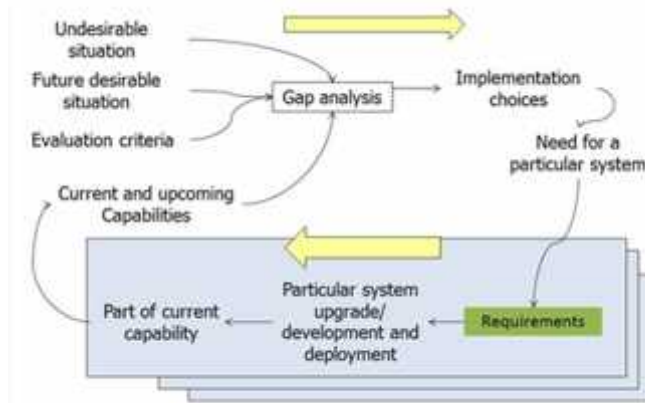 Undesirable
situation
Future desirable
situation
Evaluation criteria
Gap analysis
Implementation
choices
Need for a
particular system
Current and upcoming
Capabilities
Part of current
capability
Particular system
upgrade/
development and
deployment
Requirements